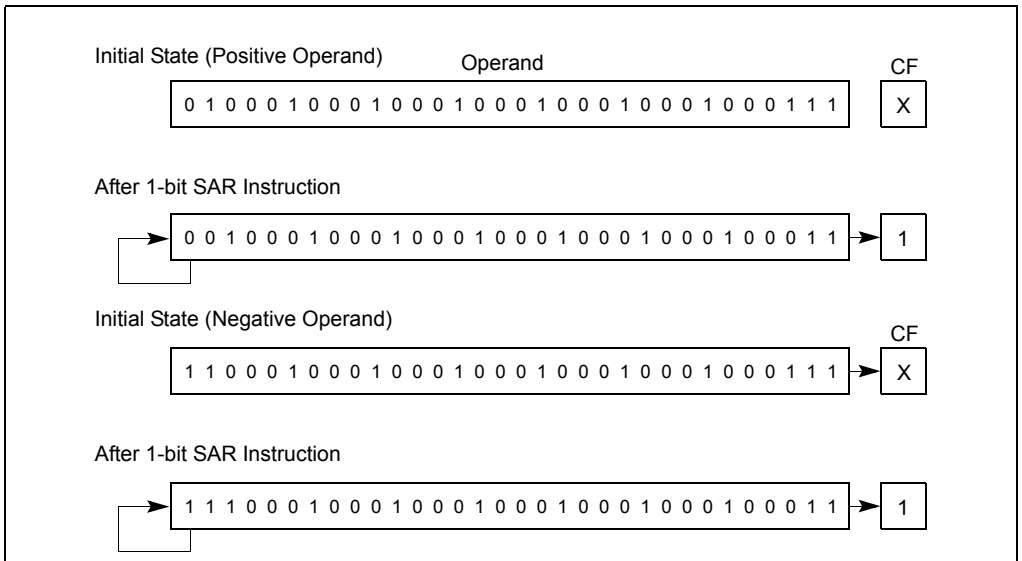 Initial State (Positive Operand)
Operand
CF
0 1 0 0 0 1 0 0 0 1 0 0 0 1 0 0 0 1 0 0 0 1 0 0 0 1 0 0 0 1 1 1 X
After 1-bit SAR Instruction
0 0 1 0 0 0 1 0 0 0 1 0 0 0 1 0 0 0 1 0 0 0 1 0 0 0 1 0 0 0 1 1 1
Initial State (Negative Operand)
CF
1 1 0 0 0 1 0 0 0 1 0 0 0 1 0 0 0 1 0 0 0 1 0 0 0 1 0 0 0 1 1 1 X
After 1-bit SAR Instruction
1 1 1 0 0 0 1 0 0 0 1 0 0 0 1 0 0 0 1 0 0 0 1 0 0 0 1 0 0 0 1 1 1